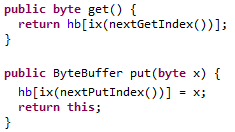 public byte get() {
return hb[ix(nextGetIndex())];
}
public ByteBuffer put(byte x) {
hb[ix(nextPutIndex())] = x;
return this;
}